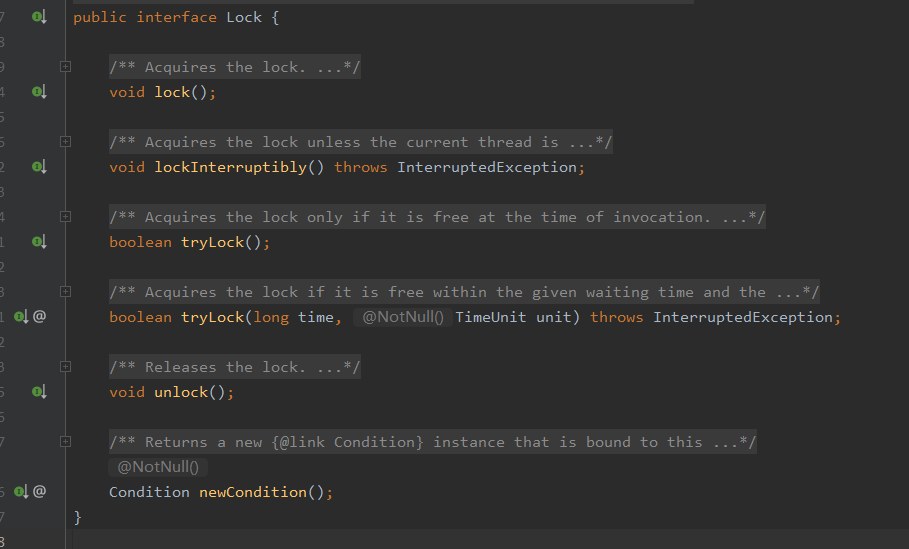 public interface Lock {
/** Acquires the lock. ...*/
void lock();
/** Acquires the lock unless the current thread is ...*/
void lockInterruptibly() throws InterruptedException;
/** Acquires the lock only if it is free at the time of invocation. ...*/
boolean tryLock();
/** Acquires the lock if it is free within the given waiting time and the ...*/
boolean tryLock(long time, @NotNull() TimeUnit unit) throws InterruptedException;
/** Releases the lock. ...*/
void unlock();
/** Returns a new {@link Condition} instance that is bound to this ...*/
@NotNull()
Condition newCondition();
}